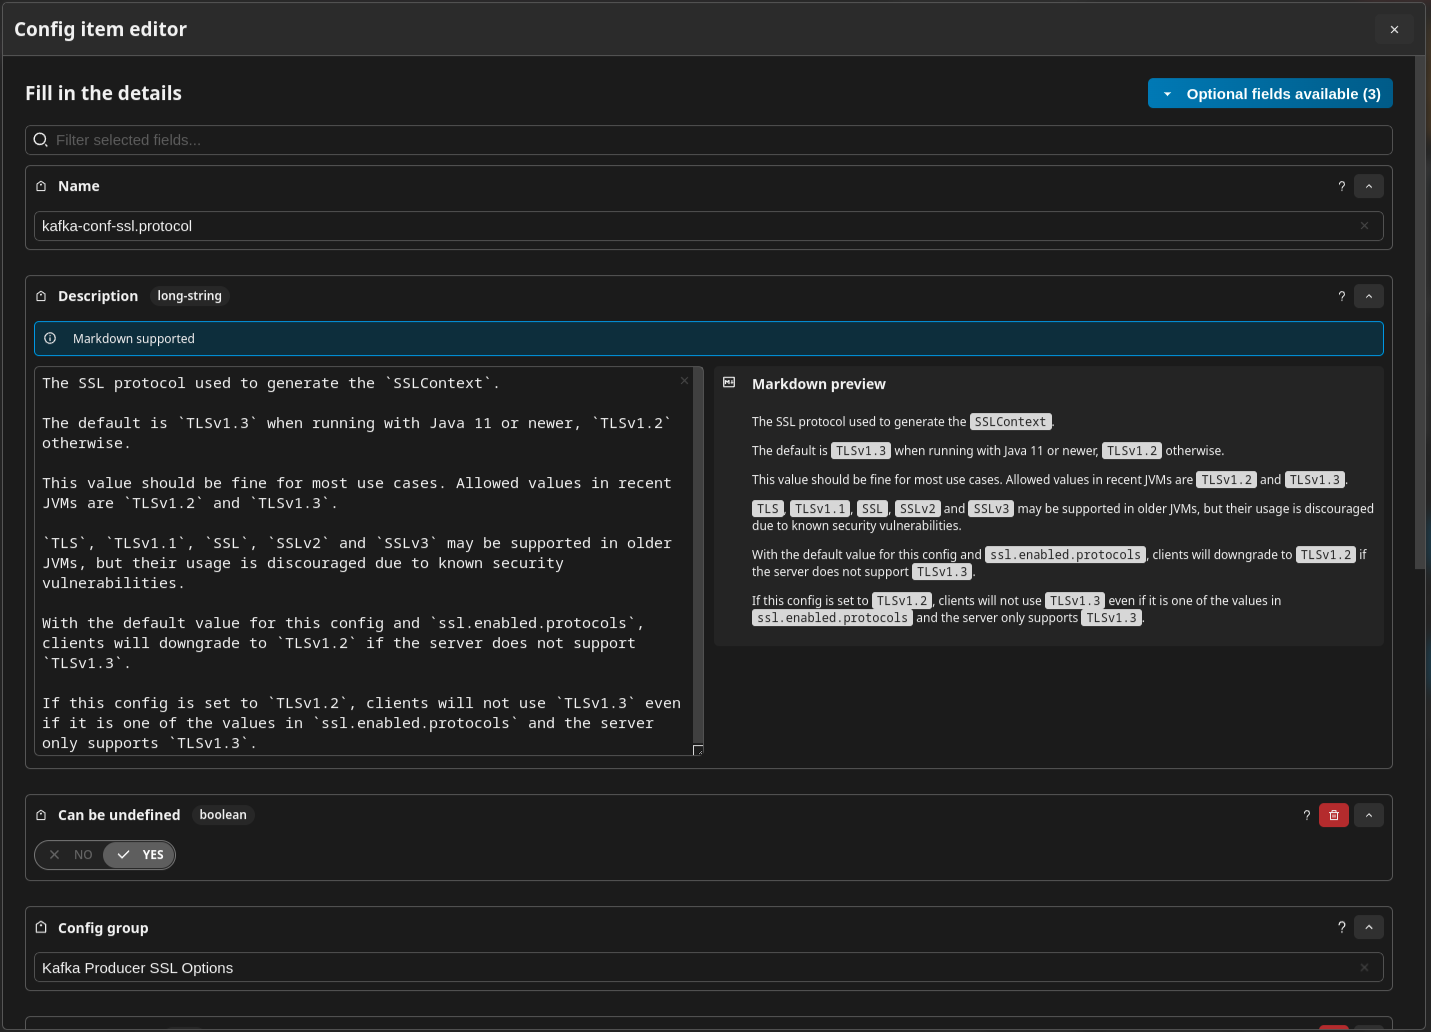 Config item editor
Fill in the details
Optional fields available (3)
Filter selected fields...
Name
?
kafka-conf-ssl.protocol
Description long-string
?
Markdown supported
The SSL protocol used to generate the `SSLContext`.
The default is `TLSv1.3` when running with Java 11 or newer, `TLSv1.2`
otherwise.
This value should be fine for most use cases. Allowed values in recent
JVMs are `TLSv1.2` and `TLSv1.3`.
`TLS`, `TLSv1.1`, `SSL`, `SSLv2` and `SSLv3` may be supported in older
JVMs, but their usage is discouraged due to known security
vulnerabilities.
With the default value for this config and `ssl.enabled.protocols`,
clients will downgrade to `TLSv1.2` if the server does not support
`TLSv1.3`.
If this config is set to `TLSv1.2`, clients will not use `TLSv1.3` even
if it is one of the values in `ssl.enabled.protocols` and the server
only supports `TLSv1.3`.
Markdown preview
The SSL protocol used to generate the SSLContext.
The default is TLSv1.3 when running with Java 11 or newer, TLSv1.2 otherwise.
This value should be fine for most use cases. Allowed values in recent JVMs are TLSv1.2 and TLSv1.3.
TLS, TLSv1.1, SSL, SSLv2 and SSLv3 may be supported in older JVMs, but their usage is discouraged
due to known security vulnerabilities.
With the default value for this config and ssl.enabled.protocols, clients will downgrade to TLSv1.2 if
the server does not support TLSv1.3.
If this config is set to TLSv1.2, clients will not use TLSv1.3 even if it is one of the values in
ssl.enabled.protocols and the server only supports TLSv1.3.
Can be undefined boolean
?
NO YES
Config group
?
Kafka Producer SSL Options